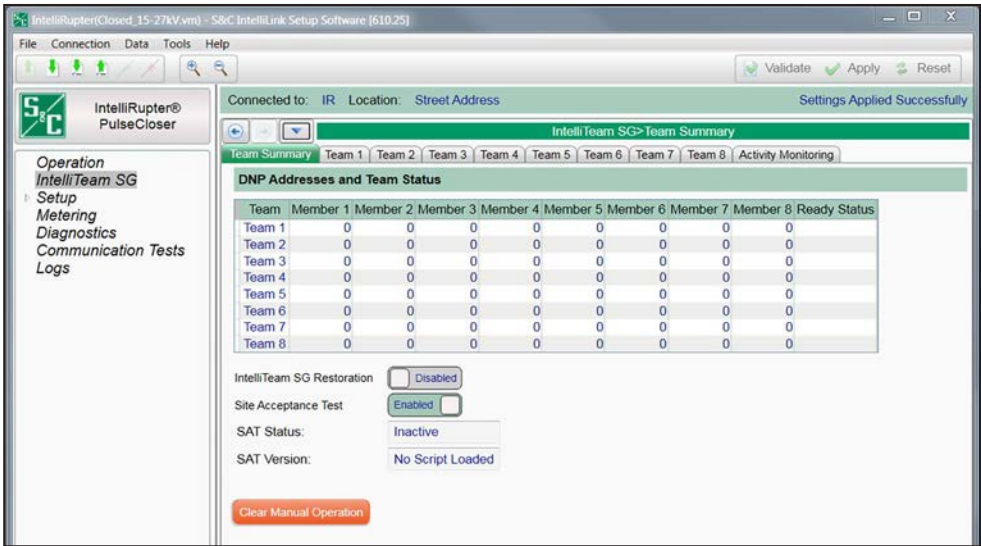 IntelliRupter(Closed_15-27kV.vm) - S&C IntelliLink Setup Software [610.25]
File Connection Data Tools Help
Validate Apply Reset
S&C
IntelliRupter®
PulseCloser
Connected to: IR Location: Street Address Settings Applied Successfully
IntelliTeam SG>Team Summary
Team Summary Team 1 Team 2 Team 3 Team 4 Team 5 Team 6 Team 7 Team 8 Activity Monitoring
Operation
IntelliTeam SG
Setup
Metering
Diagnostics
Communication Tests
Logs
DNP Addresses and Team Status
Team Member 1 Member 2 Member 3 Member 4 Member 5 Member 6 Member 7 Member 8 Ready Status
Team 1 0 0 0 0 0 0 0 0
Team 2 0 0 0 0 0 0 0 0
Team 3 0 0 0 0 0 0 0 0
Team 4 0 0 0 0 0 0 0 0
Team 5 0 0 0 0 0 0 0 0
Team 6 0 0 0 0 0 0 0 0
Team 7 0 0 0 0 0 0 0 0
Team 8 0 0 0 0 0 0 0 0
IntelliTeam SG Restoration Disabled
Site Acceptance Test Enabled
SAT Status: Inactive
SAT Version: No Script Loaded
Clear Manual Operation